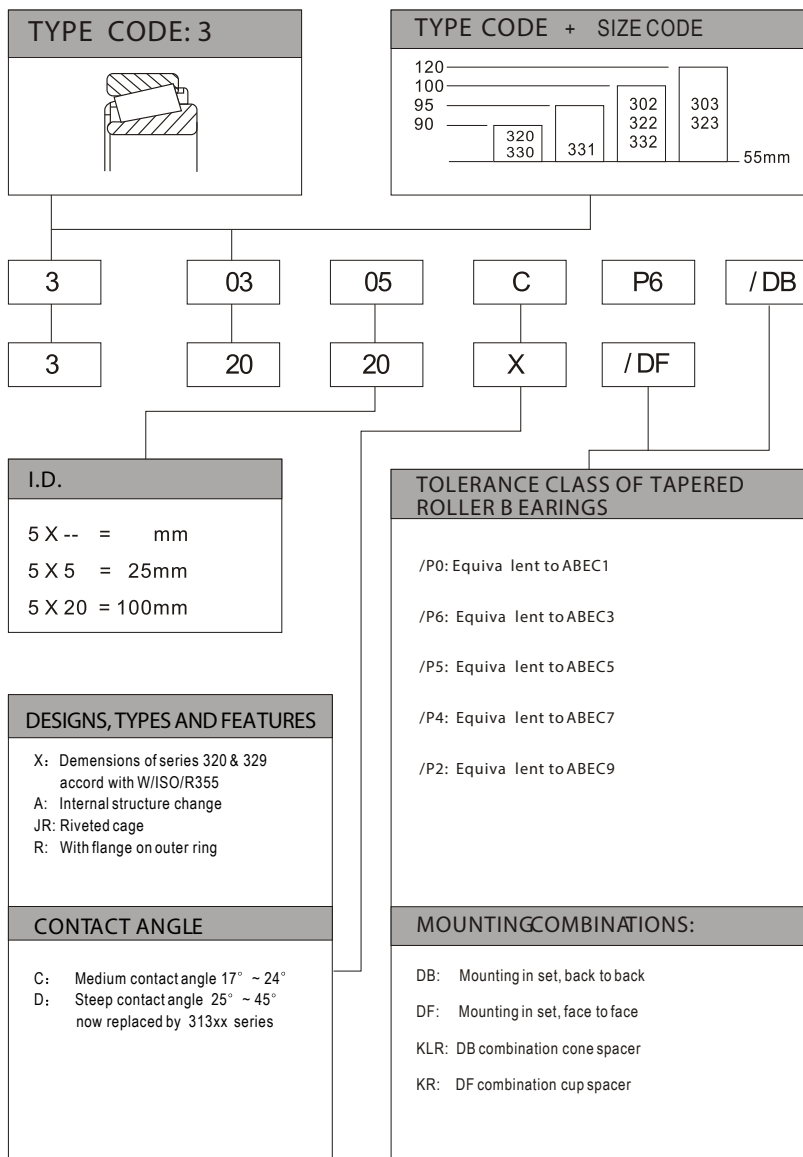 TYPE CODE: 3
TYPE CODE + SIZE CODE
120
100
95
90
320
330
331
302
322
332
303
323
55mm
3
03
05
C
P6
/ DB
3
20
20
X
/ DF
I.D.
5 X -- = mm
5 X 5 = 25mm
5 X 20 = 100mm
TOLERANCE CLASS OF TAPERED
ROLLER B EARINGS
/P0: Equiva lent to ABEC1
/P6: Equiva lent to ABEC3
/P5: Equiva lent to ABEC5
/P4: Equiva lent to ABEC7
/P2: Equiva lent to ABEC9
DESIGNS, TYPES AND FEATURES
X: Demensions of series 320 & 329
accord with W/ISO/R355
A: Internal structure change
JR: Riveted cage
R: With flange on outer ring
CONTACT ANGLE
C: Medium contact angle 17° ~ 24°
D: Steep contact angle 25° ~ 45°
now replaced by 313xx series
MOUNTING COMBINATIONS:
DB: Mounting in set, back to back
DF: Mounting in set, face to face
KLR: DB combination cone spacer
KR: DF combination cup spacer